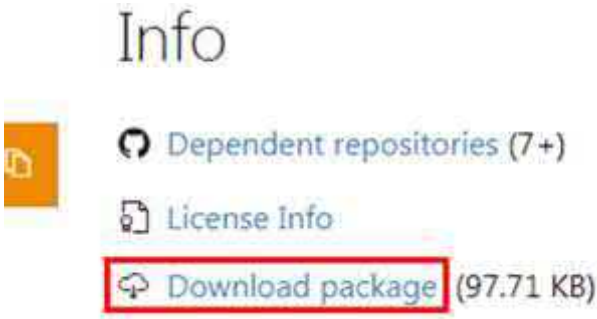 Info
Dependent repositories (7+)
License Info
Download package (97.71 KB)